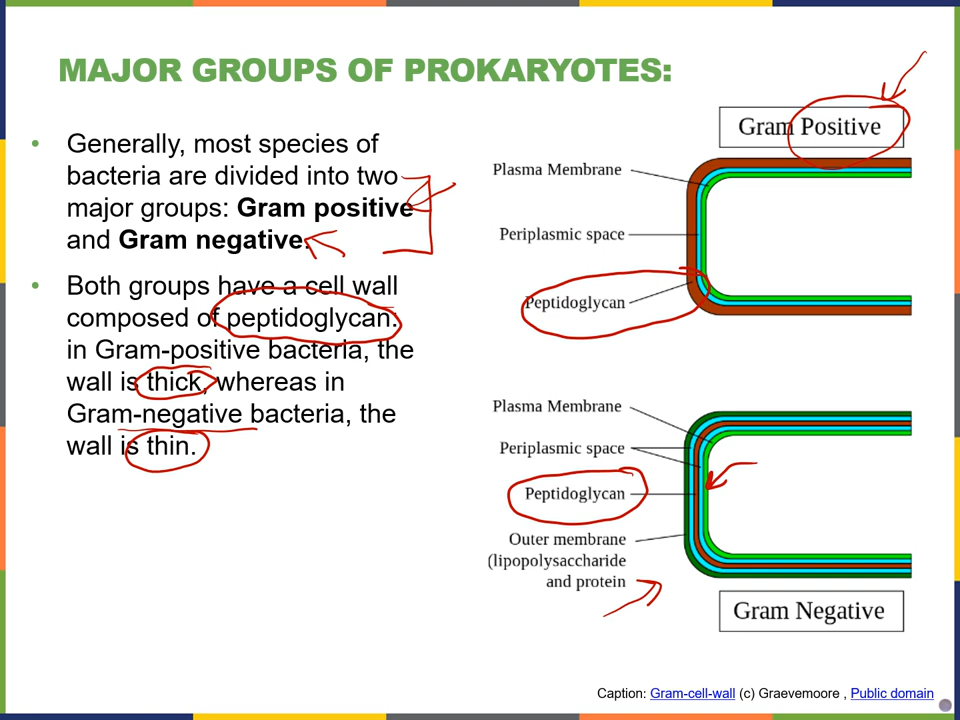 MAJOR GROUPS OF PROKARYOTES:
• Generally, most species of
bacteria are divided into two
major groups: Gram positive
and Gram negative.
• Both groups have a cell wall
composed of peptidoglycan:
in Gram-positive bacteria, the
wall is thick, whereas in
Gram-negative bacteria, the
wall is thin.
Gram Positive
Plasma Membrane
Periplasmic space
Peptidoglycan
Plasma Membrane
Periplasmic space
Peptidoglycan
Outer membrane
(lipopolysaccharide
and protein
Gram Negative
Caption: Gram-cell-wall (c) Graevemoore , Public domain